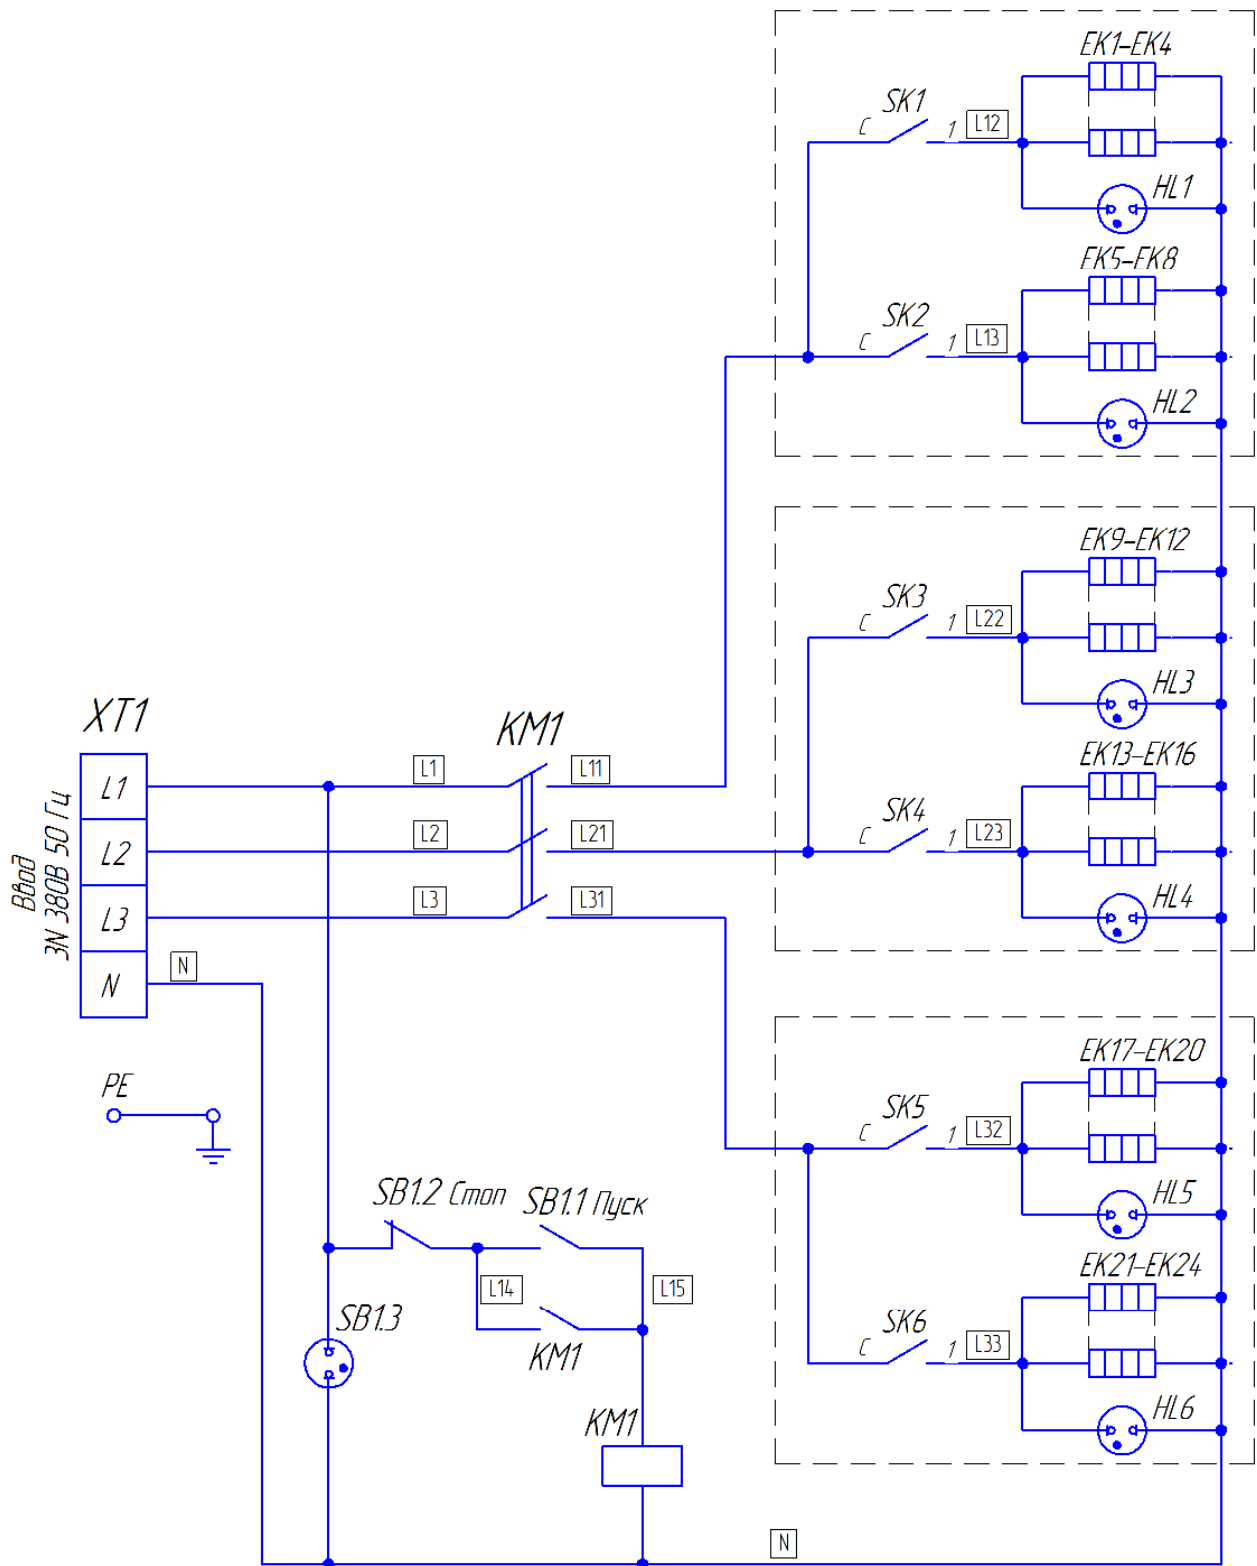 EK1-EK4
SK1
C
1
L12
HL1
EK5-EK8
SK2
C
1
L13
HL2
EK9-EK12
SK3
C
1
L22
HL3
EK13-EK16
SK4
C
1
L23
HL4
XT1
KM1
Ввод
3N 380В 50 Гц
L1
L1
L11
L2
L2
L21
L3
L3
L31
N
N
PE
EK17-EK20
SK5
C
1
L32
HL5
EK21-EK24
SK6
C
1
L33
HL6
SB1.2 Стоп
SB1.1 Пуск
L14
L15
SB1.3
KM1
KM1
N